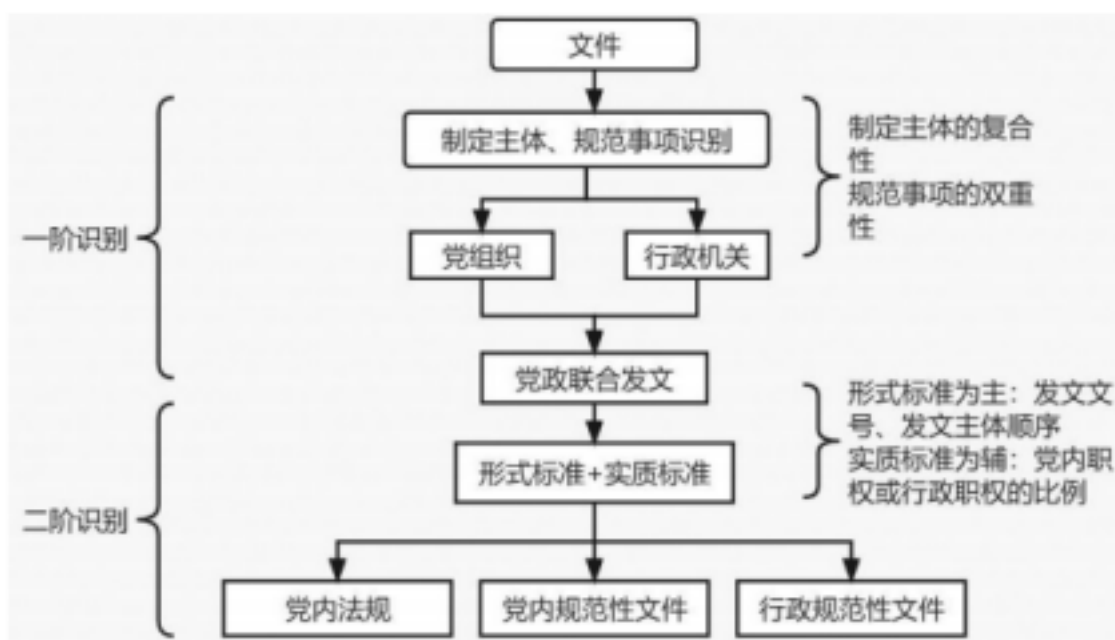 文件
制定主体、规范事项识别
制定主体的复合
性
规范事项的双重
性
一阶识别
党组织
行政机关
党政联合发文
形式标准为主：发文文
号、发文主体顺序
实质标准为辅：党内职
权或行政职权的比例
形式标准+实质标准
二阶识别
党内法规
党内规范性文件
行政规范性文件